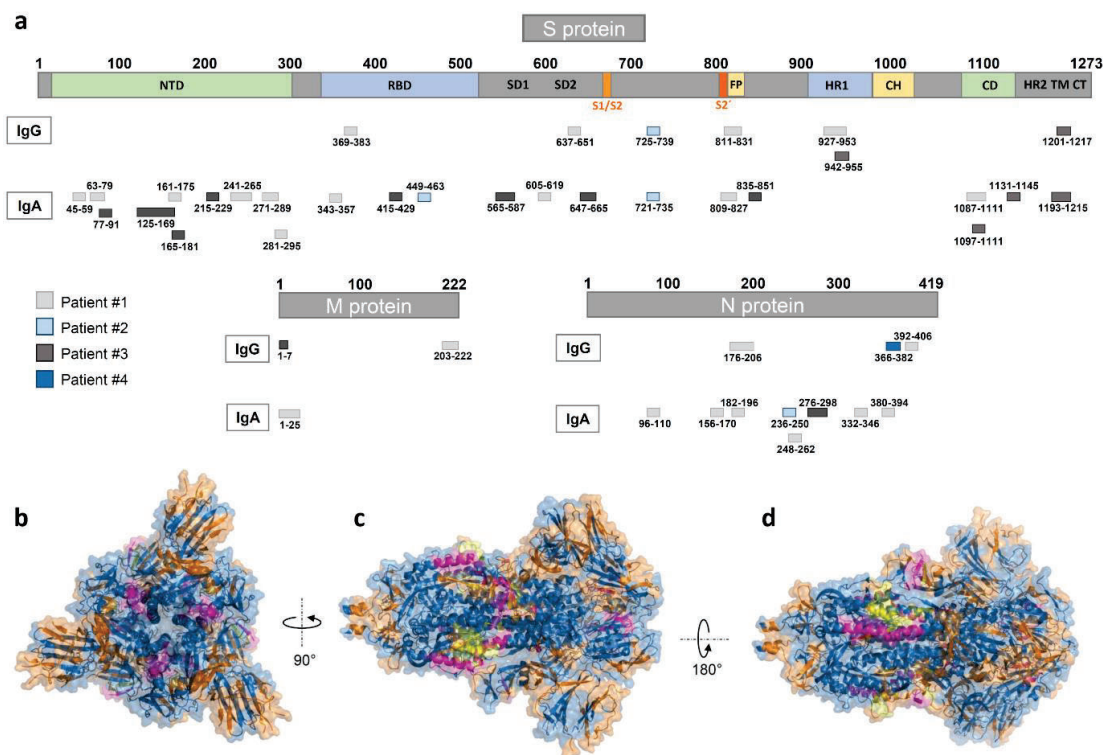 a
S protein
1 100 200 300 400 500 600 700 800 900 1000 1100 1273
NTD RBD SD1 SD2 FP HR1 CH CD HR2 TM CT
S1/S2 S2´
IgG
369-383 637-651 725-739 811-831 927-953 1201-1217
942-955
IgA
63-79 161-175 241-265 449-463 605-619 835-851 1131-1145
45-59 215-229 271-289 343-357 415-429 565-587 647-665 721-735 809-827 1087-1111 1193-1215
77-91 125-169
165-181 281-295 1097-1111
Patient #1
Patient #2
Patient #3
Patient #4
1 100 222
M protein
IgG
1-7 203-222
IgA
1-25
1 100 200 300 419
N protein
IgG
392-406
176-206 366-382
IgA
182-196 276-298 380-394
96-110 156-170 236-250 332-346
248-262
b
90°
c
180°
d